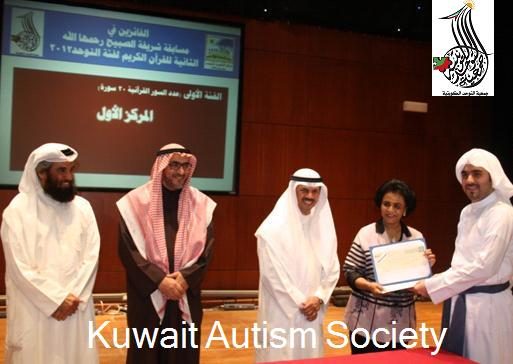 الفائزين في
مسابقة شريفة الصبيح رحمها الله
الثانية للقرآن الكريم لفئة التوحد ٢٠١٢
الفئة الأولى (عدد السور القرآنية ٣٠ سورة)
المركز الأول
جمعية التوحد الكويتية
Kuwait Autism Society